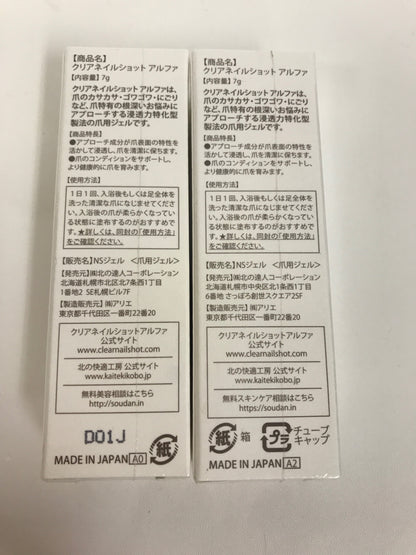 【商品名】
クリアネイルショット アルファ
【内容量】7g
クリアネイルショット アルファは、
爪のカサカサ・ゴワゴワ・にごり
など、爪特有の根深いお悩みに
アプローチする浸透力特化型
製法の爪用ジェルです。
【商品特長】
●アプローチ成分が爪表面の特性を
活かして浸透し、爪を清潔に保ちます。
●爪のコンディションをサポートし、
より健康的に爪を育みます。
【使用方法】
1日1回、入浴後もしくは足全体を
洗った清潔な爪になじませてくださ
い。入浴後の爪が柔らかくなってい
る状態に塗布するのがおすすめで
す。★詳しくは、同封の「使用方法」
をご確認ください。
【販売名】NSジェル <爪用ジェル>
【発売元】㈱北の達人コーポレーション
北海道札幌市北区北7条西1丁目
1番地2 SE札幌ビル7F
【製造販売元】㈱アリエ
東京都千代田区一番町22番20
クリアネイルショットアルファ
公式サイト
www.clearnailshot.com
北の快適工房 公式サイト
www.kaitekikobo.jp
無料美容相談はこちら
https://soudan.in
D01J
紙
MADE IN JAPAN A0
【商品名】
クリアネイルショット アルファ
【内容量】7g
クリアネイルショット アルファは、
爪のカサカサ・ゴワゴワ・にごり
など、爪特有の根深いお悩みに
アプローチする浸透力特化型
製法の爪用ジェルです。
【商品特長】
●アプローチ成分が爪表面の特性を
活かして浸透し、爪を清潔に保ちます。
●爪のコンディションをサポートし、
より健康的に爪を育みます。
【使用方法】
1日1回、入浴後もしくは足全体を
洗った清潔な爪になじませてくださ
い。入浴後の爪が柔らかくなってい
る状態に塗布するのがおすすめで
す。★詳しくは、同封の「使用方法」
をご確認ください。
【販売名】NSジェル <爪用ジェル>
【発売元】㈱北の達人コーポレーション
北海道札幌市中央区北1条西1丁目
6番地 さっぽろ創世スクエア25F
【製造販売元】㈱アリエ
東京都千代田区一番町22番20
クリアネイルショットアルファ
公式サイト
www.clearnailshot.com
北の快適工房 公式サイト
www.kaitekikobo.jp
無料スキンケア相談はこちら
https://soudan.in
紙 箱 プラ チューブ
キャップ
MADE IN JAPAN A2